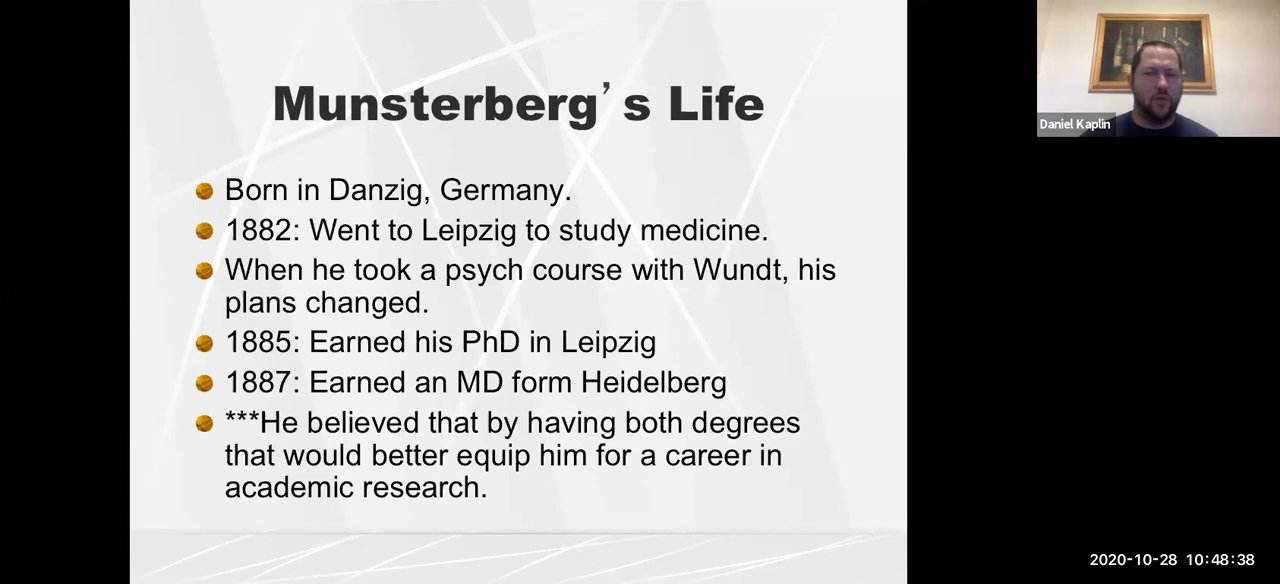 Munsterberg's Life
Born in Danzig, Germany.
1882: Went to Leipzig to study medicine.
When he took a psych course with Wundt, his
plans changed.
1885: Earned his PhD in Leipzig
1887: Earned an MD form Heidelberg
***He believed that by having both degrees
that would better equip him for a career in
academic research.
Daniel Kaplin
2020-10-28 10:48:38